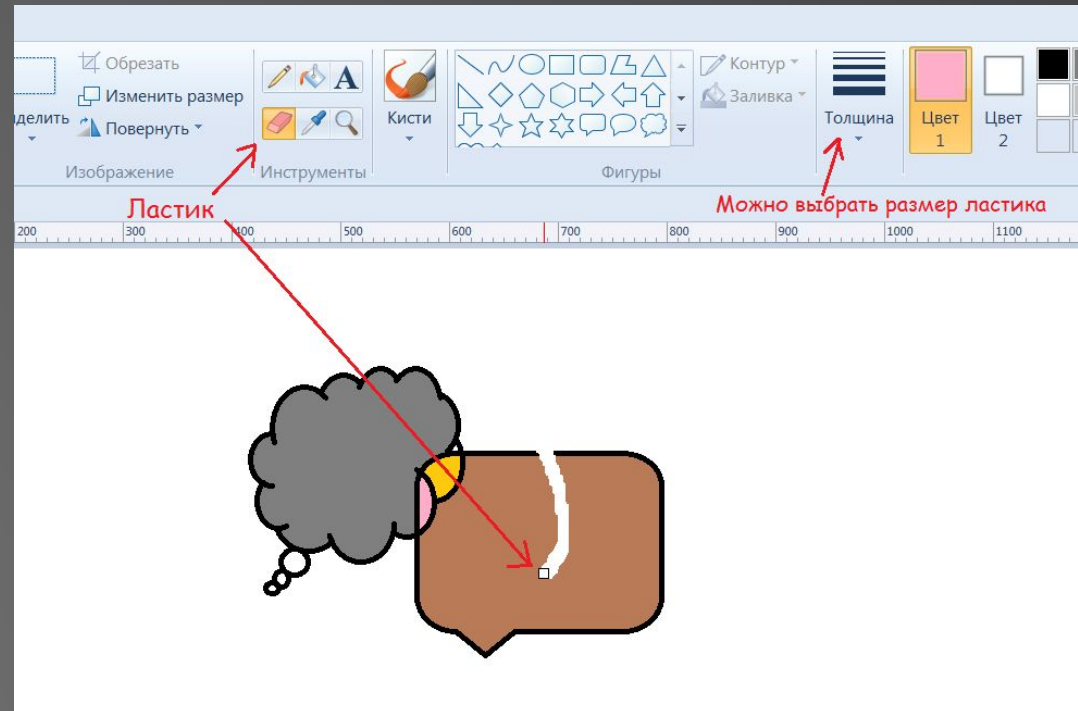 Обрезать
Изменить размер
Повернуть
Изображение
A
Инструменты
Кисти
Фигуры
Контур
Заливка
Толщина
Цвет 1
Цвет 2
Ластик
Можно выбрать размер ластика
200 300 400 500 600 700 800 900 1000 1100